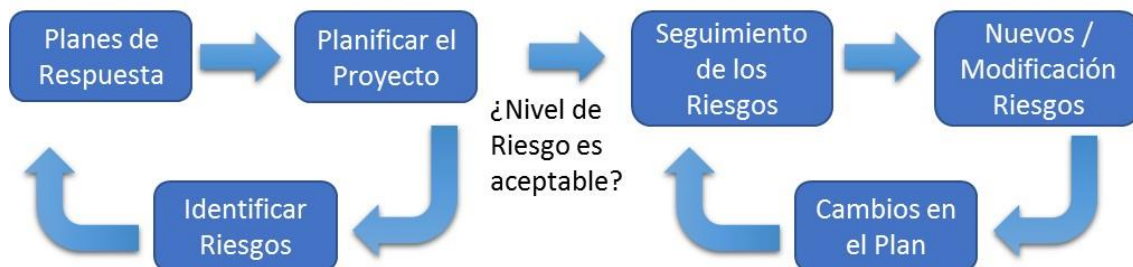 Planes de
Respuesta
Planificar el
Proyecto
¿Nivel de
Riesgo es
aceptable?
Seguimiento
de los
Riesgos
Nuevos /
Modificación
Riesgos
Identificar
Riesgos
Cambios en
el Plan